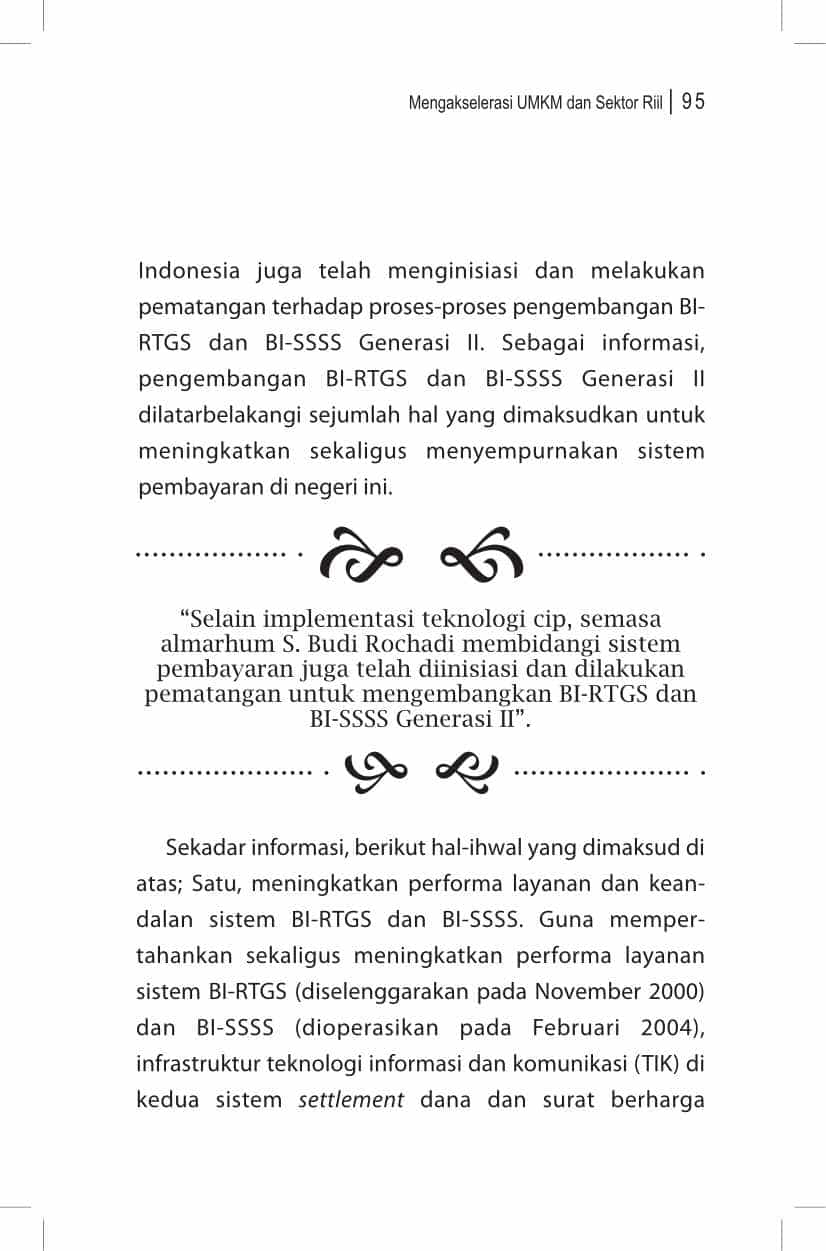 Mengakselerasi UMKM dan Sektor Riil | 95
Indonesia juga telah menginisiasi dan melakukan
pematangan terhadap proses-proses pengembangan BI-
RTGS dan BI-SSSS Generasi II. Sebagai informasi,
pengembangan BI-RTGS dan BI-SSSS Generasi II
dilatarbelakangi sejumlah hal yang dimaksudkan untuk
meningkatkan sekaligus menyempurnakan sistem
pembayaran di negeri ini.
“Selain implementasi teknologi cip, semasa
almarhum S. Budi Rochadi membidangi sistem
pembayaran juga telah diinisiasi dan dilakukan
pematangan untuk mengembangkan BI-RTGS dan
BI-SSSS Generasi II”.
Sekadar informasi, berikut hal-ihwal yang dimaksud di
atas; Satu, meningkatkan performa layanan dan kean-
dalan sistem BI-RTGS dan BI-SSSS. Guna memper-
tahankan sekaligus meningkatkan performa layanan
sistem BI-RTGS (diselenggarakan pada November 2000)
dan BI-SSSS (dioperasikan pada Februari 2004),
infrastruktur teknologi informasi dan komunikasi (TIK) di
kedua sistem settlement dana dan surat berharga